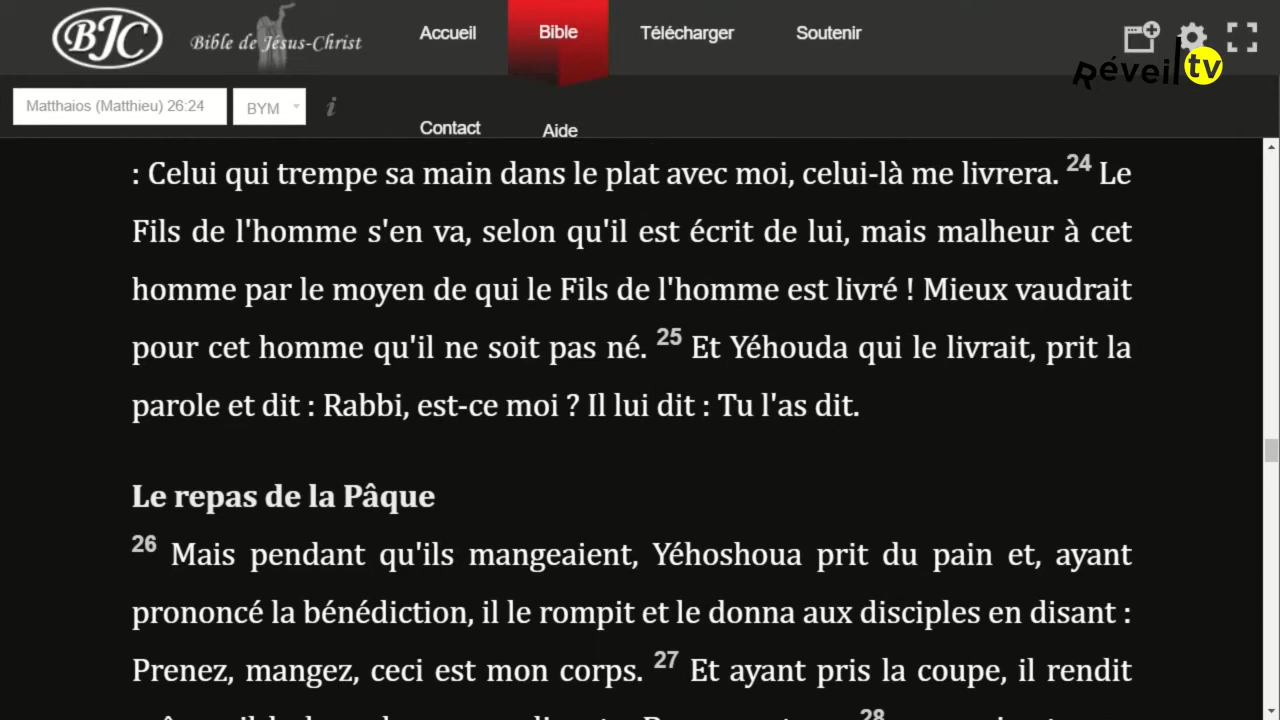 BJC
Bible de Jésus-Christ
Accueil
Bible
Télécharger
Soutenir
Réveil tv
Matthaios (Matthieu) 26:24
BYM
i
Contact
Aide
: Celui qui trempe sa main dans le plat avec moi, celui-là me livrera. 24 Le
Fils de l'homme s'en va, selon qu'il est écrit de lui, mais malheur à cet
homme par le moyen de qui le Fils de l'homme est livré ! Mieux vaudrait
pour cet homme qu'il ne soit pas né. 25 Et Yéhouda qui le livrait, prit la
parole et dit : Rabbi, est-ce moi ? Il lui dit : Tu l'as dit.
Le repas de la Pâque
26 Mais pendant qu'ils mangeaient, Yéhoshoua prit du pain et, ayant
prononcé la bénédiction, il le rompit et le donna aux disciples en disant :
Prenez, mangez, ceci est mon corps. 27 Et ayant pris la coupe, il rendit
28